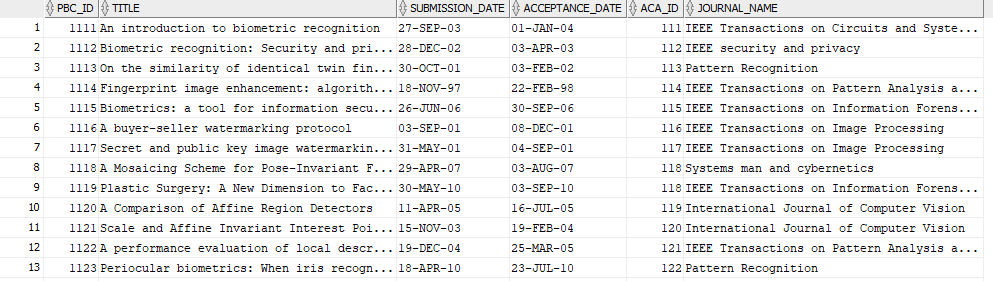 PBC_ID TITLE SUBMISSION_DATE ACCEPTANCE_DATE ACA_ID JOURNAL_NAME
1 1111 An introduction to biometric recognition 27-SEP-03 01-JAN-04 111 IEEE Transactions on Circuits and Syste...
2 1112 Biometric recognition: Security and pri... 28-DEC-02 03-APR-03 112 IEEE security and privacy
3 1113 On the similarity of identical twin fin... 30-OCT-01 03-FEB-02 113 Pattern Recognition
4 1114 Fingerprint image enhancement: algorith... 18-NOV-97 22-FEB-98 114 IEEE Transactions on Pattern Analysis a...
5 1115 Biometrics: a tool for information secu... 26-JUN-06 30-SEP-06 115 IEEE Transactions on Information Forens...
6 1116 A buyer-seller watermarking protocol 03-SEP-01 08-DEC-01 116 IEEE Transactions on Image Processing
7 1117 Secret and public key image watermarkin... 31-MAY-01 04-SEP-01 117 IEEE Transactions on Image Processing
8 1118 A Mosaicing Scheme for Pose-Invariant F... 29-APR-07 03-AUG-07 118 Systems man and cybernetics
9 1119 Plastic Surgery: A New Dimension to Fac... 30-MAY-10 03-SEP-10 118 IEEE Transactions on Information Forens...
10 1120 A Comparison of Affine Region Detectors 11-APR-05 16-JUL-05 119 International Journal of Computer Vision
11 1121 Scale and Affine Invariant Interest Poi... 15-NOV-03 19-FEB-04 120 International Journal of Computer Vision
12 1122 A performance evaluation of local descr... 19-DEC-04 25-MAR-05 121 IEEE Transactions on Pattern Analysis a...
13 1123 Periocular biometrics: When iris recogn... 18-APR-10 23-JUL-10 122 Pattern Recognition